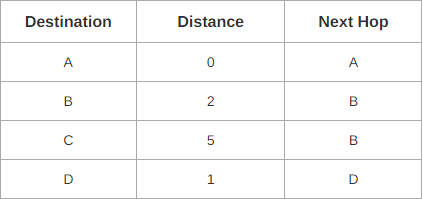 Destination Distance Next Hop
A 0 A
B 2 B
C 5 B
D 1 D